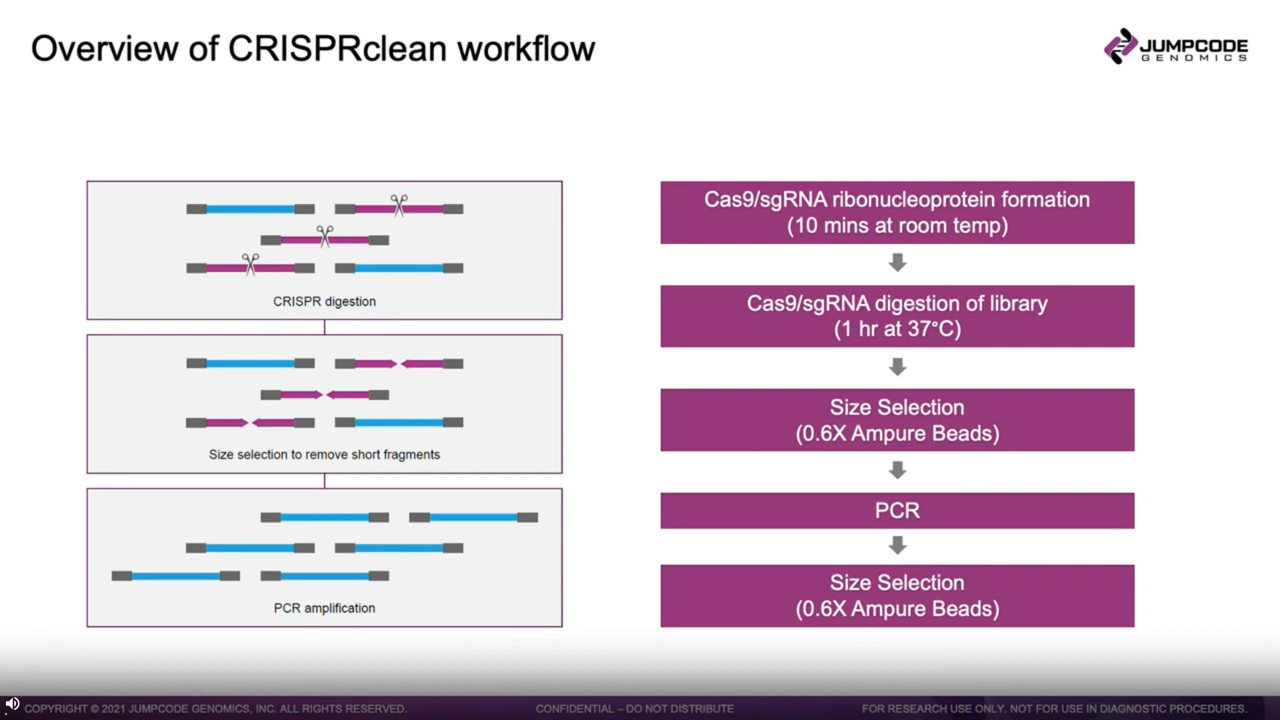 Overview of CRISPRclean workflow
JUMPCODE
GENOMICS
CRISPR digestion
Size selection to remove short fragments
PCR amplification
Cas9/sgRNA ribonucleoprotein formation
(10 mins at room temp)
Cas9/sgRNA digestion of library
(1 hr at 37°C)
Size Selection
(0.6X Ampure Beads)
PCR
Size Selection
(0.6X Ampure Beads)
COPYRIGHT © 2021 JUMPCODE GENOMICS, INC. ALL RIGHTS RESERVED.
CONFIDENTIAL – DO NOT DISTRIBUTE
FOR RESEARCH USE ONLY. NOT FOR USE IN DIAGNOSTIC PROCEDURES.